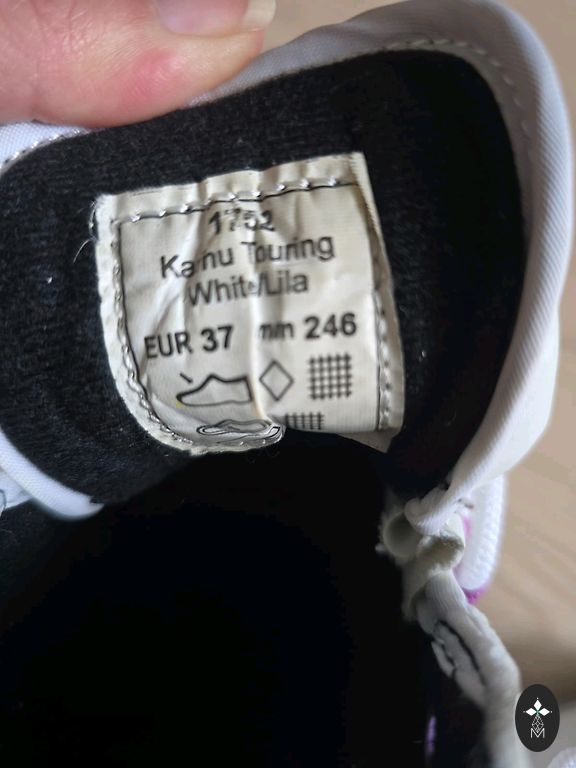 1752
Kamu Touring
White/Lila
EUR 37 mm 246
M